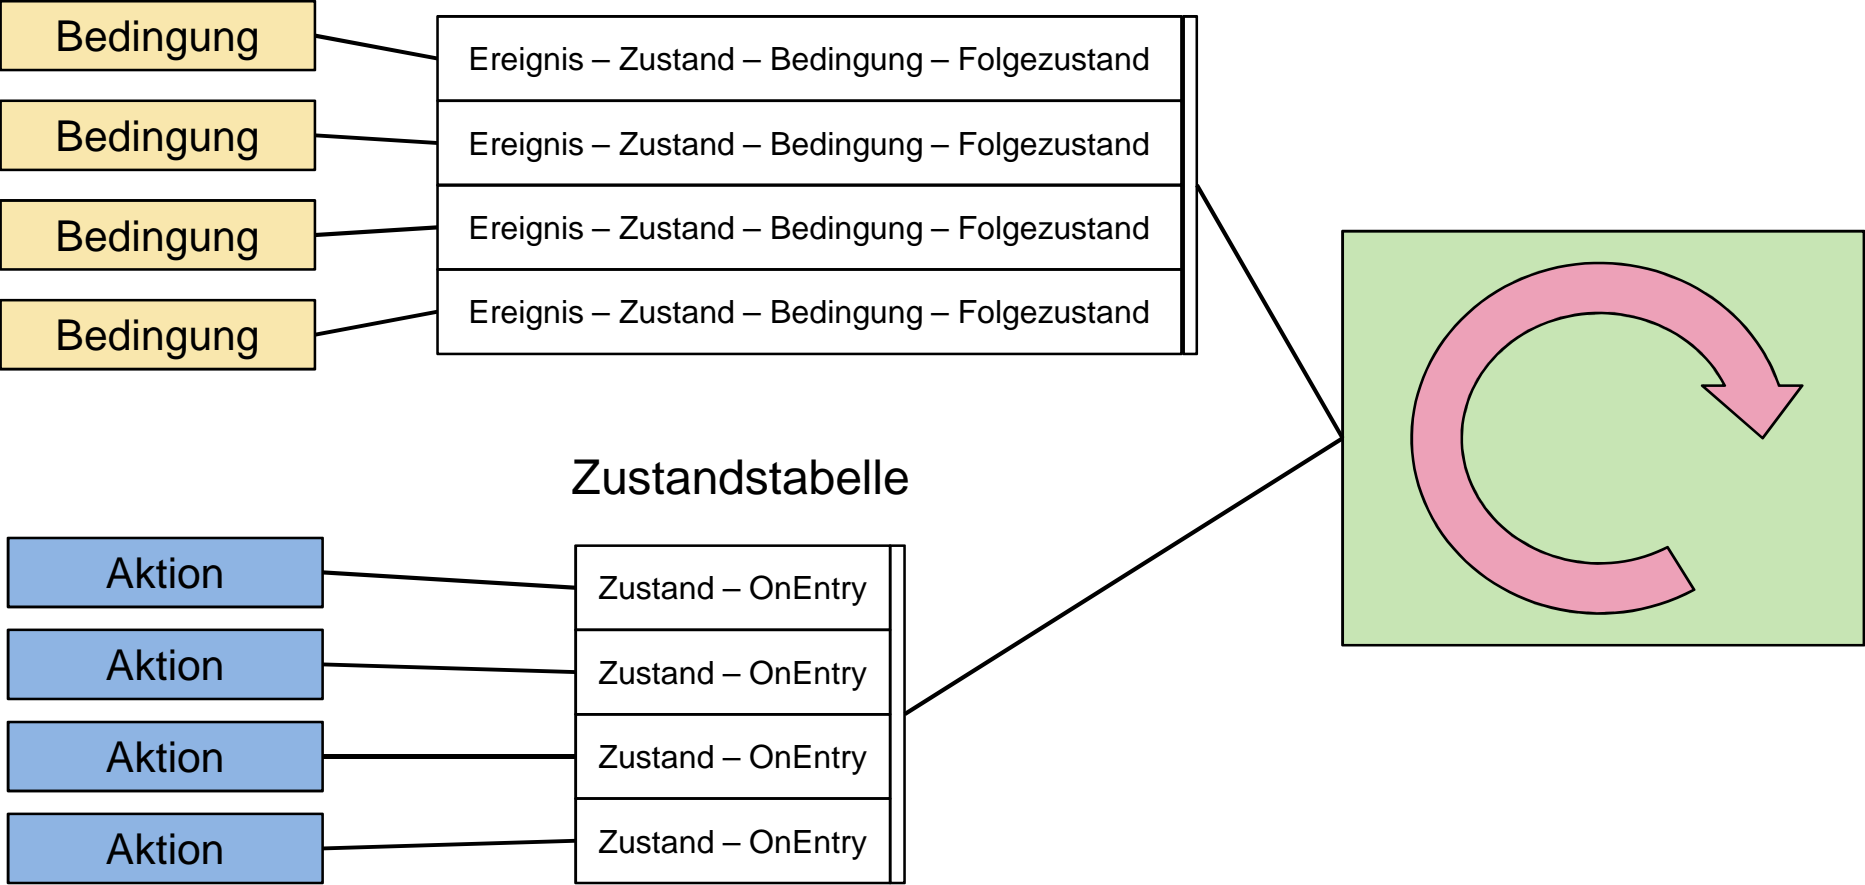 Bedingung
Ereignis – Zustand – Bedingung – Folgezustand
Bedingung
Ereignis – Zustand – Bedingung – Folgezustand
Bedingung
Ereignis – Zustand – Bedingung – Folgezustand
Bedingung
Ereignis – Zustand – Bedingung – Folgezustand
Zustandstabelle
Aktion
Zustand – OnEntry
Aktion
Zustand – OnEntry
Aktion
Zustand – OnEntry
Aktion
Zustand – OnEntry